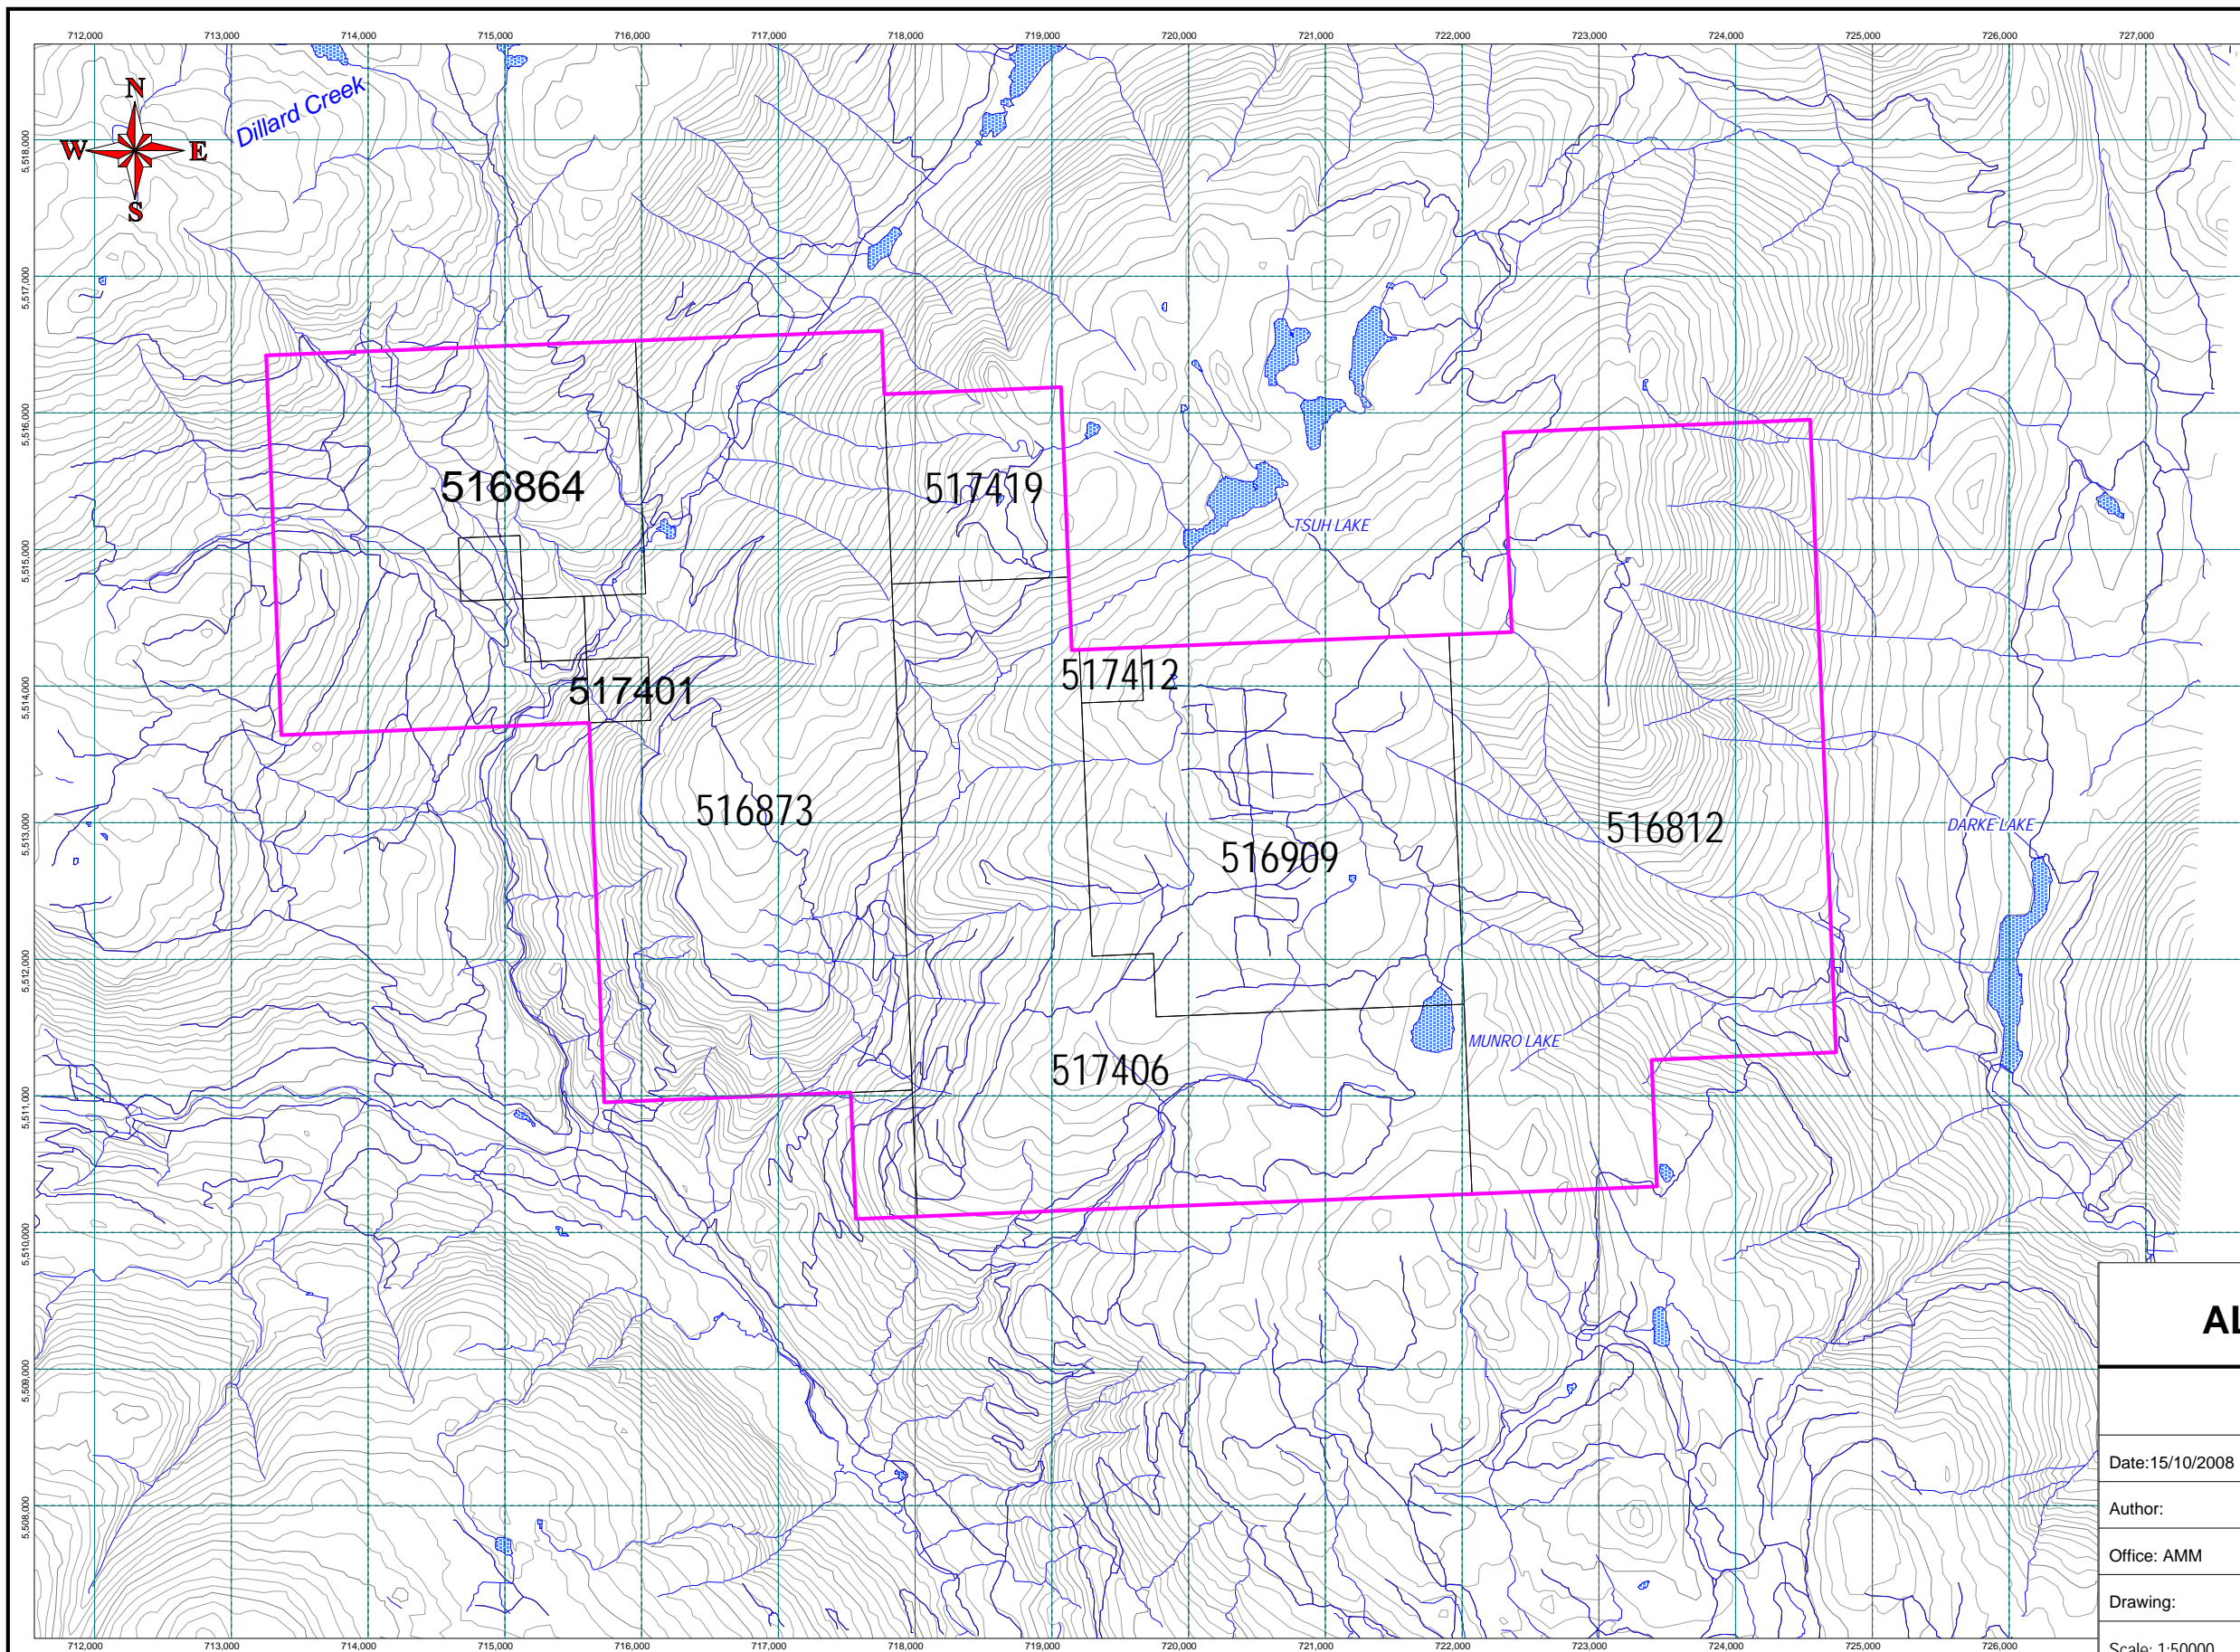 712,000 713,000 714,000 715,000 716,000 717,000 718,000 719,000 720,000 721,000 722,000 723,000 724,000 725,000 726,000 727,000
Dillard Creek
N
W E
S
5,518,000
5,517,000
5,516,000
5,515,000
5,514,000
5,513,000
5,512,000
5,511,000
5,510,000
5,509,000
5,508,000
516864
517419
TSUH LAKE
517412
517401
516873
516812
DARKE LAKE
516909
MUNRO LAKE
517406
AL
Date:15/10/2008
Author:
Office: AMM
Drawing:
Scale: 1:50000
712,000 713,000 714,000 715,000 716,000 717,000 718,000 719,000 720,000 721,000 722,000 723,000 724,000 725,000 726,000